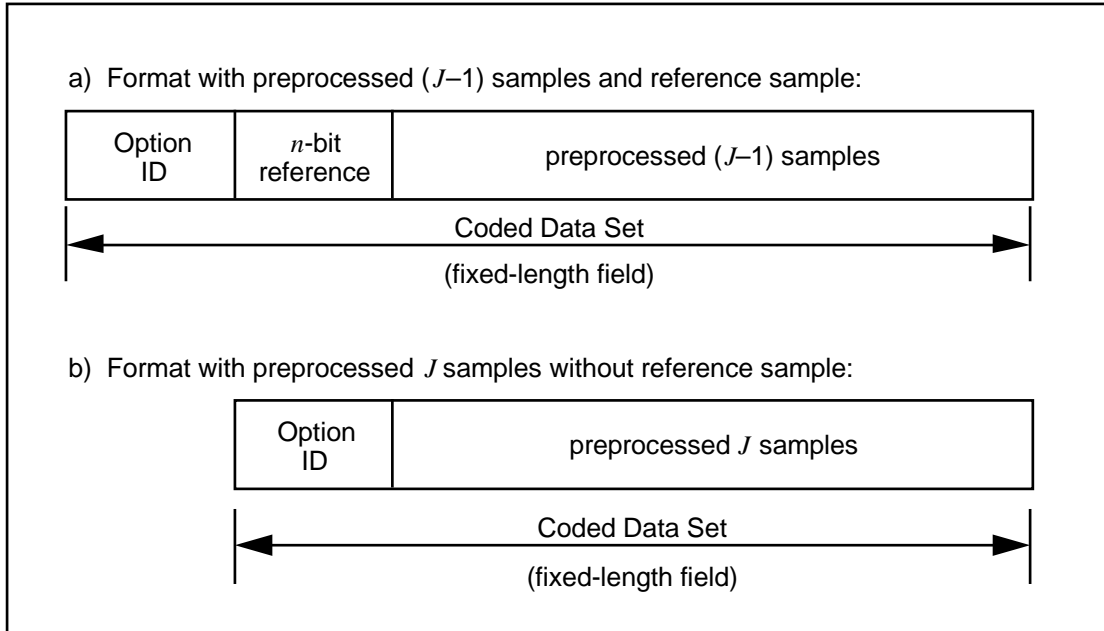 a) Format with preprocessed (J–1) samples and reference sample:
Option
ID
n-bit
reference
preprocessed (J–1) samples
Coded Data Set
(fixed-length field)
b) Format with preprocessed J samples without reference sample:
Option
ID
preprocessed J samples
Coded Data Set
(fixed-length field)